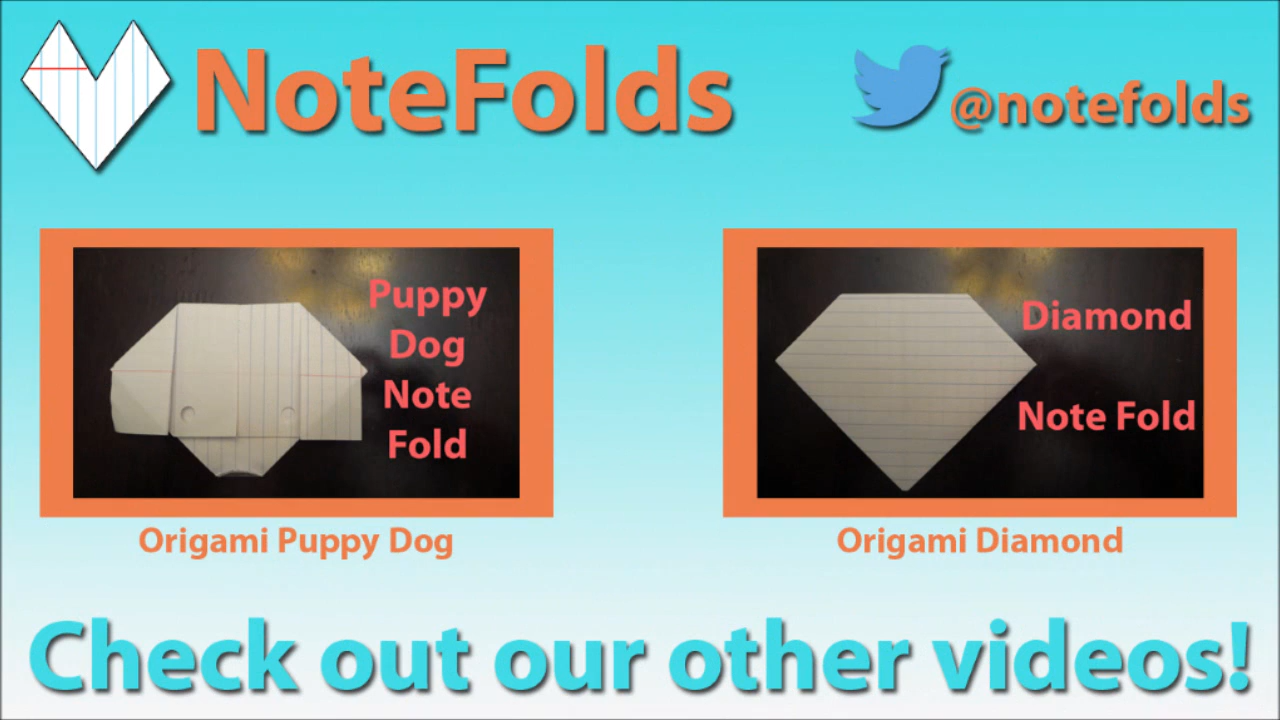 NoteFolds
@notefolds
Puppy
Dog
Note
Fold
Diamond
Note Fold
Origami Puppy Dog
Origami Diamond
Check out our other videos!